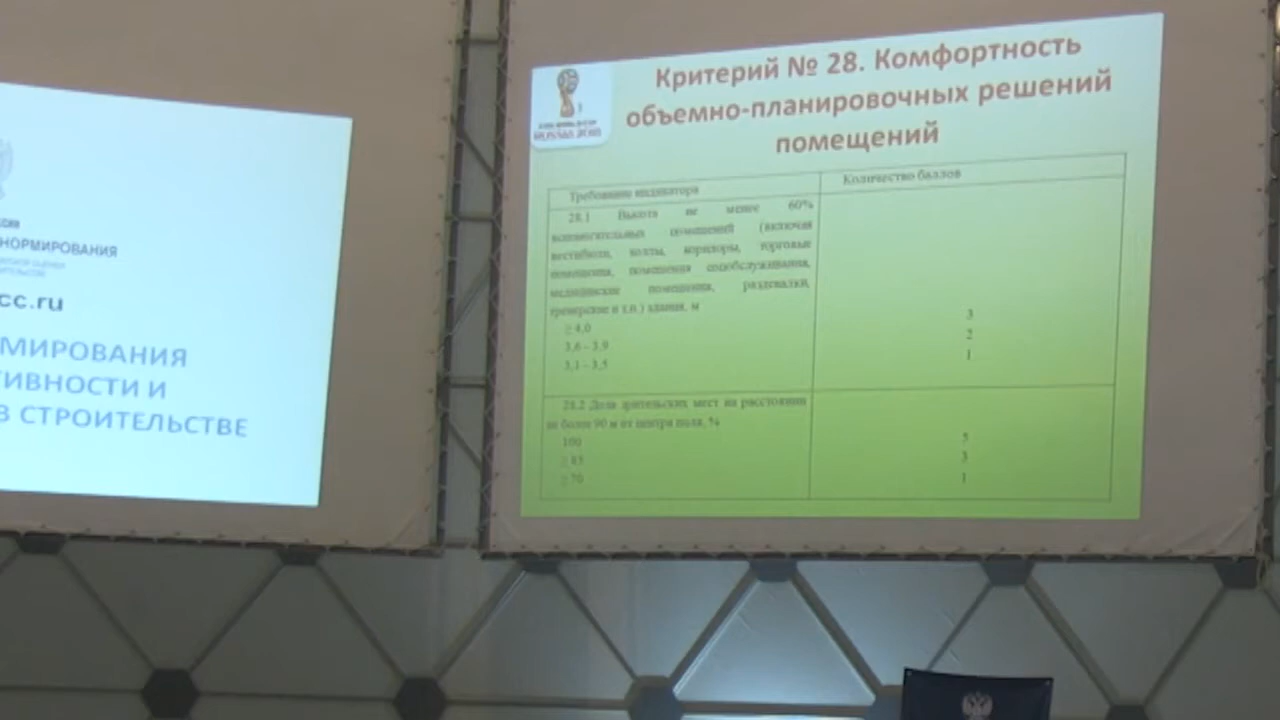 НОРМИРОВАНИЯ
cc.ru
МИРОВАНИЯ
ТИВНОСТИ И
В СТРОИТЕЛЬСТВЕ
RUSSIA 2018
Критерий № 28. Комфортность
объемно-планировочных решений
помещений
Требование индикатора
Количество баллов
28.1 Высота не менее 60%
вспомогательных помещений (включая
вестибюли, холлы, коридоры, торговые
помещения, помещения соцобслуживания,
медицинские помещения, раздевалки,
тренерские и т.п.) здания, м
≥ 4,0
3
3,6 – 3,9
2
3,1 – 3,5
1
28.2 Доля зрительских мест на расстоянии
не более 90 м от центра поля, %
100
5
≥ 85
3
≥ 70
1